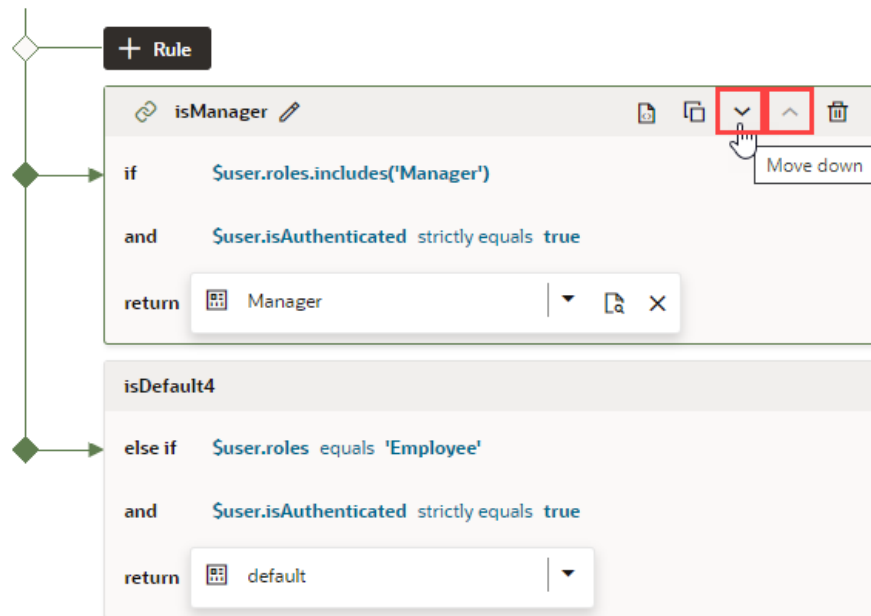 + Rule
isManager
Move down
if $user.roles.includes('Manager')
and $user.isAuthenticated strictly equals true
return Manager
isDefault4
else if $user.roles equals 'Employee'
and $user.isAuthenticated strictly equals true
return default